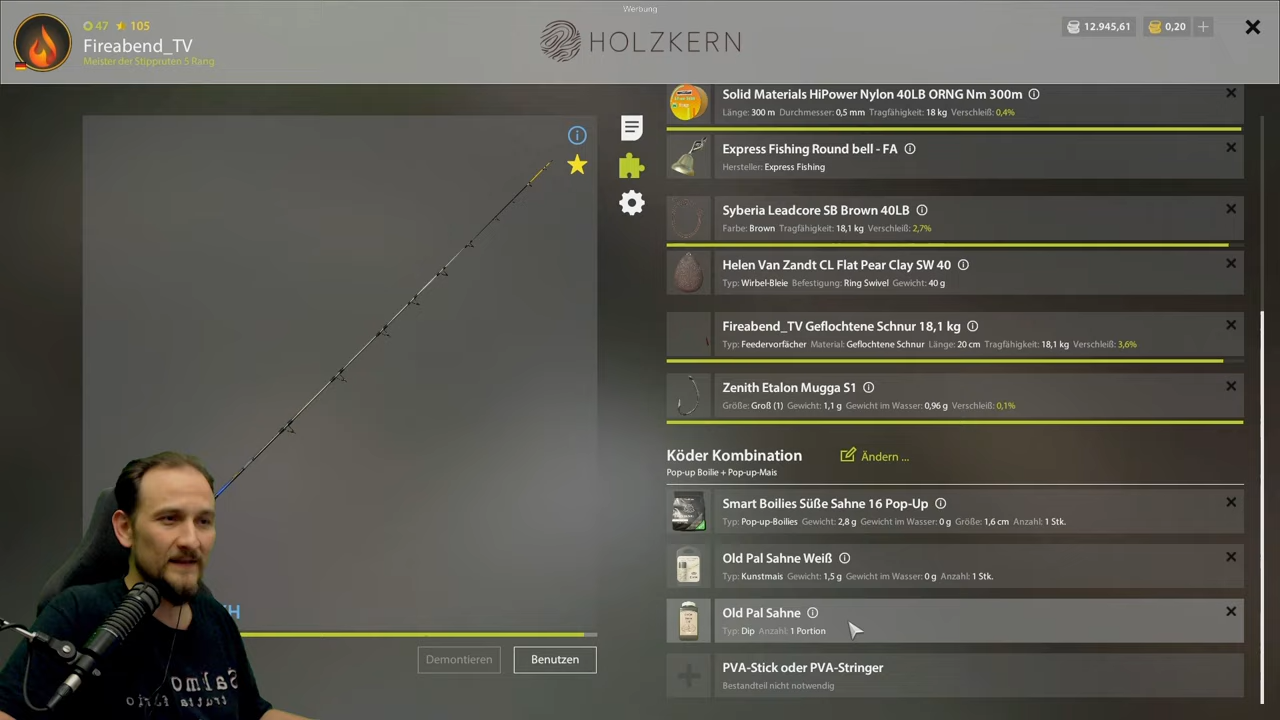 Werbung
47 105
Fireabend_TV
Meister der Stippruten 5 Rang
HOLZKERN
12.945,61
0,20
Solid Materials HiPower Nylon 40LB ORNG Nm 300m
Länge: 300 m Durchmesser: 0,5 mm Tragfähigkeit: 18 kg Verschleiß: 0,4%
Express Fishing Round bell - FA
Hersteller: Express Fishing
Syberia Leadcore SB Brown 40LB
Farbe: Brown Tragfähigkeit: 18,1 kg Verschleiß: 2,7%
Helen Van Zandt CL Flat Pear Clay SW 40
Typ: Wirbel-Bleie Befestigung: Ring Swivel Gewicht: 40 g
Fireabend_TV Geflochtene Schnur 18,1 kg
Typ: Feedervorfächer Material: Geflochtene Schnur Länge: 20 cm Tragfähigkeit: 18,1 kg Verschleiß: 3,6%
Zenith Etalon Mugga S1
Größe: Groß (1) Gewicht: 1,1 g Gewicht im Wasser: 0,96 g Verschleiß: 0,1%
Köder Kombination
Ändern ...
Pop-up Boilie + Pop-up-Mais
Smart Boilies Süße Sahne 16 Pop-Up
Typ: Pop-up-Boilies Gewicht: 2,8 g Gewicht im Wasser: 0 g Größe: 1,6 cm Anzahl: 1 Stk.
Old Pal Sahne Weiß
Typ: Kunstmais Gewicht: 1,5 g Gewicht im Wasser: 0 g Anzahl: 1 Stk.
Old Pal Sahne
Typ: Dip Anzahl: 1 Portion
PVA-Stick oder PVA-Stringer
Bestandteil nicht notwendig
Demontieren
Benutzen
Salmo
trutta fario